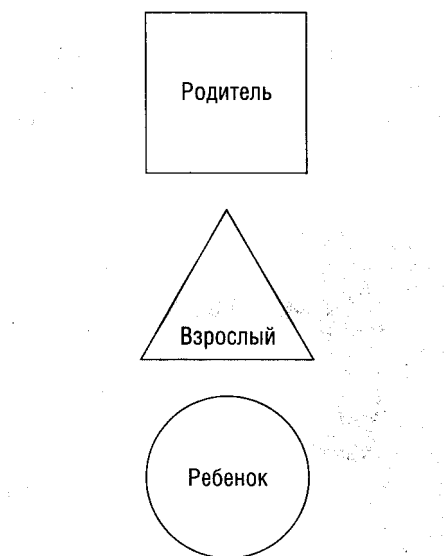 Родитель
Взрослый
Ребенок